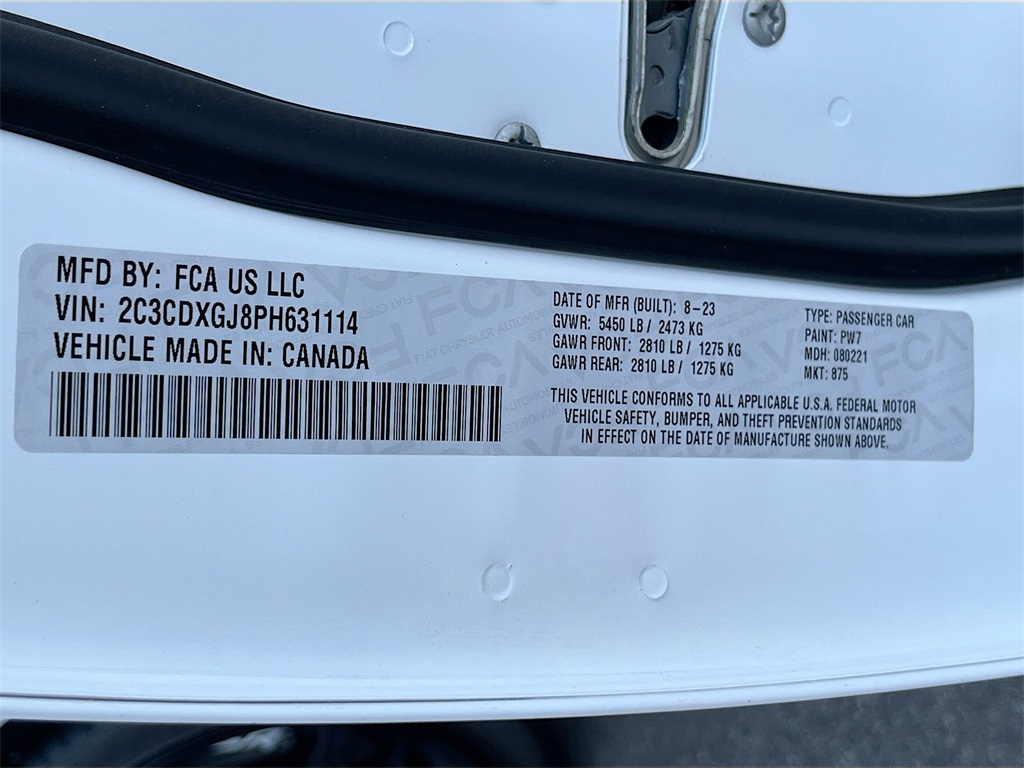 MFD BY: FCA US LLC
VIN: 2C3CDXGJ8PH631114
VEHICLE MADE IN: CANADA
DATE OF MFR (BUILT): 8-23
GVWR: 5450 LB / 2473 KG
GAWR FRONT: 2810 LB / 1275 KG
GAWR REAR: 2810 LB / 1275 KG
TYPE: PASSENGER CAR
PAINT: PW7
MDH: 080221
MKT: 875
THIS VEHICLE CONFORMS TO ALL APPLICABLE U.S.A. FEDERAL MOTOR
VEHICLE SAFETY, BUMPER, AND THEFT PREVENTION STANDARDS
IN EFFECT ON THE DATE OF MANUFACTURE SHOWN ABOVE.